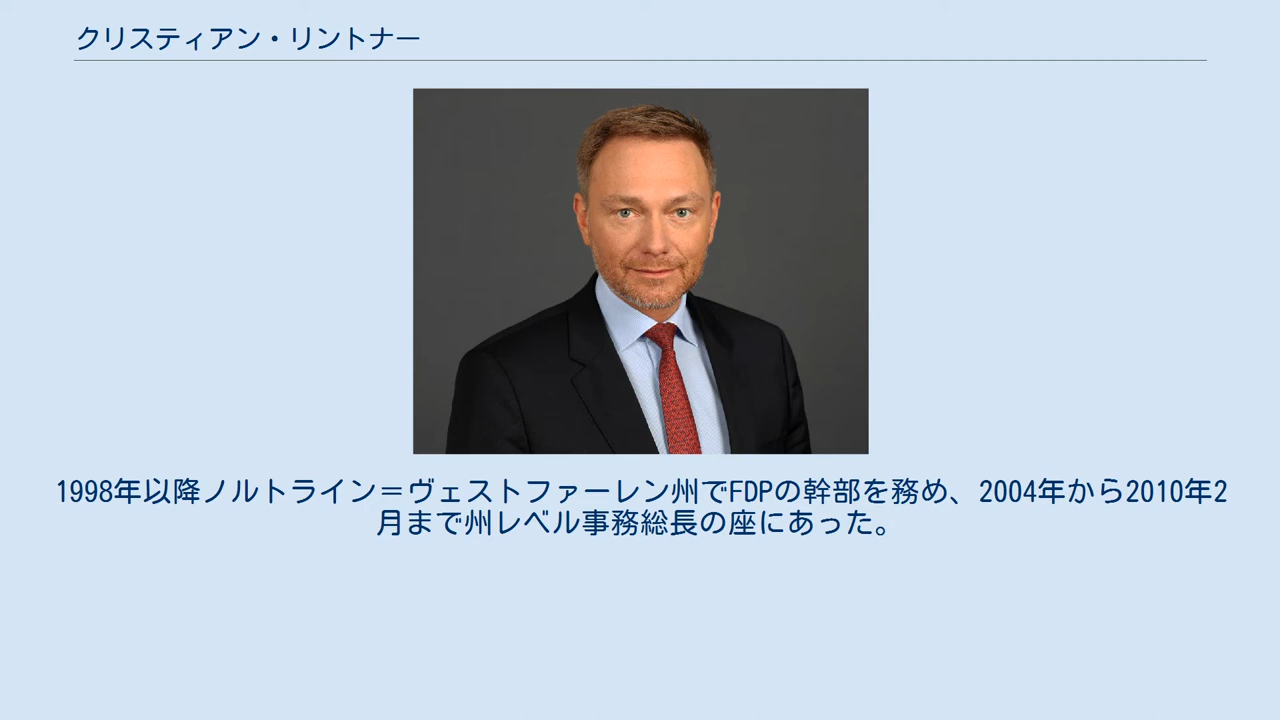 クリスティアン・リントナー
1998年以降ノルトライン＝ヴェストファーレン州でFDPの幹部を務め、2004年から2010年2
月まで州レベル事務総長の座にあった。